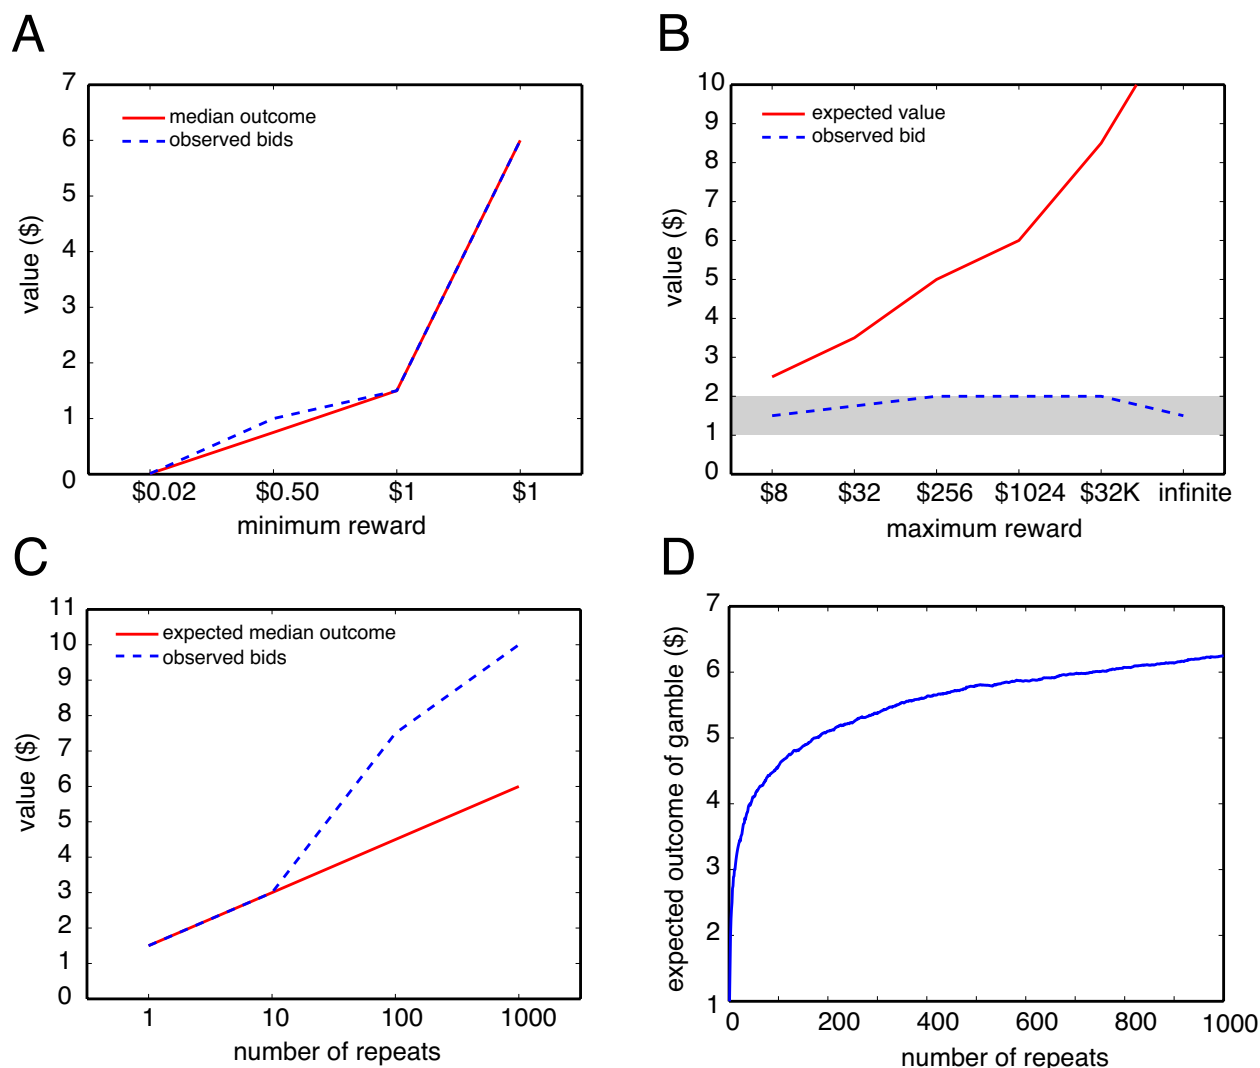 A
7
6
5
4
3
2
1
0
value ($)
median outcome
observed bids
$0.02 $0.50 $1 $1
minimum reward
B
10
9
8
7
6
5
4
3
2
1
0
value ($)
expected value
observed bid
$8 $32 $256 $1024 $32K infinite
maximum reward
C
11
10
9
8
7
6
5
4
3
2
1
0
value ($)
expected median outcome
observed bids
1 10 100 1000
number of repeats
D
7
6
5
4
3
2
1
expected outcome of gamble ($)
0 200 400 600 800 1000
number of repeats